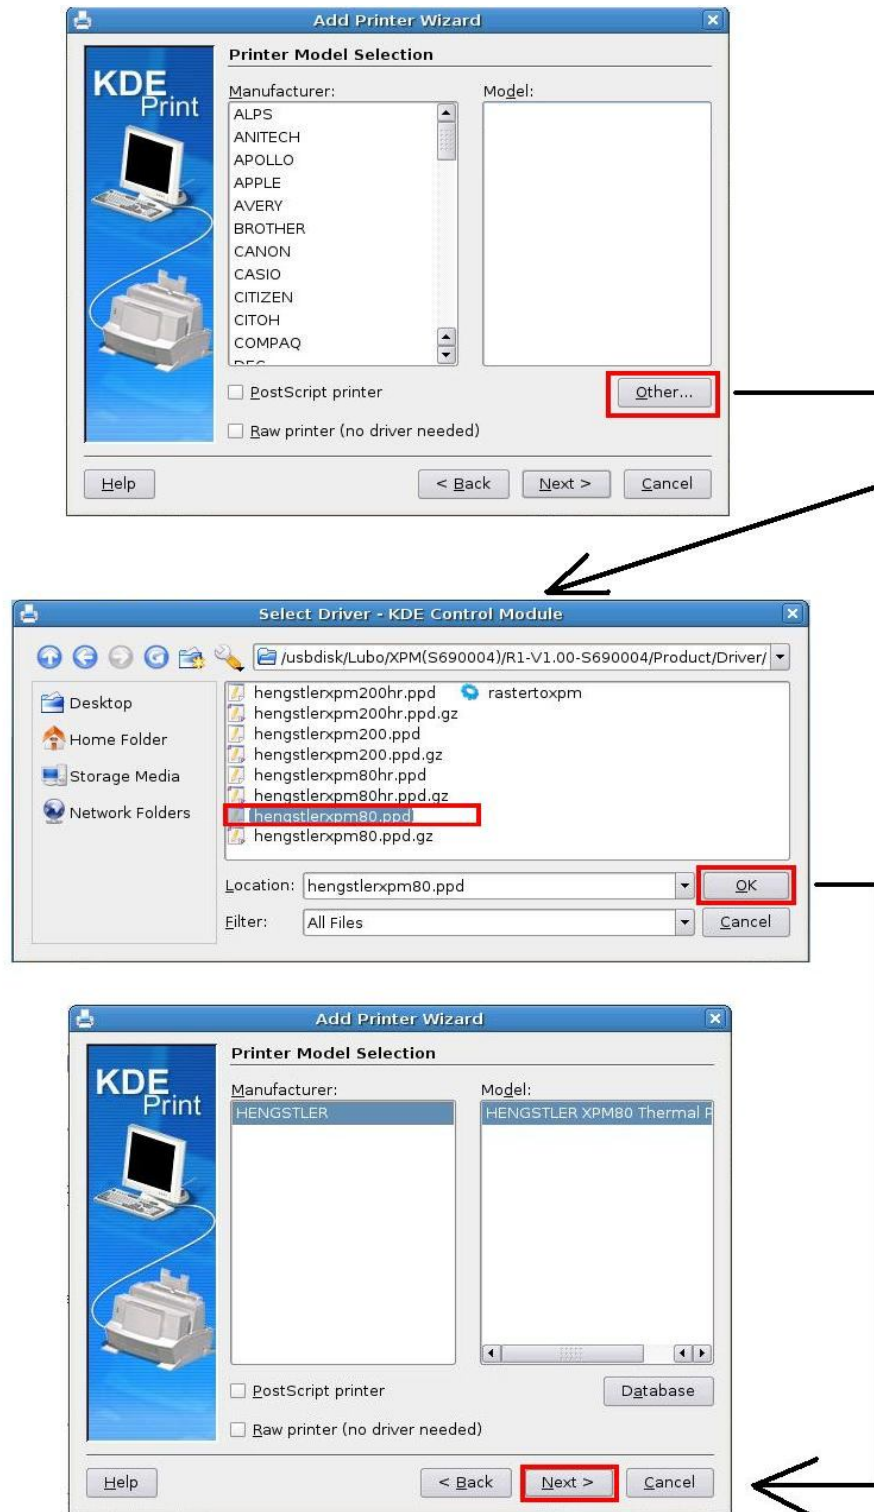 Add Printer Wizard
Printer Model Selection
KDE
Print
Manufacturer:
Model:
ALPS
ANITECH
APOLLO
APPLE
AVERY
BROTHER
CANON
CASIO
CITIZEN
CITOH
COMPAQ
PostScript printer
Other...
Raw printer (no driver needed)
Help
< Back
Next >
Cancel
Select Driver - KDE Control Module
/usbdisk/Lubo/XPM(S690004)/R1-V1.00-S690004/Product/Driver/
Desktop
Home Folder
Storage Media
Network Folders
hengstlerxpm200hr.ppd
rastertoxpm
hengstlerxpm200hr.ppd.gz
hengstlerxpm200.ppd
hengstlerxpm200.ppd.gz
hengstlerxpm80hr.ppd
hengstlerxpm80hr.ppd.gz
hengstlerxpm80.ppd
hengstlerxpm80.ppd.gz
Location:
hengstlerxpm80.ppd
OK
Filter:
All Files
Cancel
Add Printer Wizard
Printer Model Selection
KDE
Print
Manufacturer:
Model:
HENGSTLER
HENGSTLER XPM80 Thermal P
PostScript printer
Database
Raw printer (no driver needed)
Help
< Back
Next >
Cancel